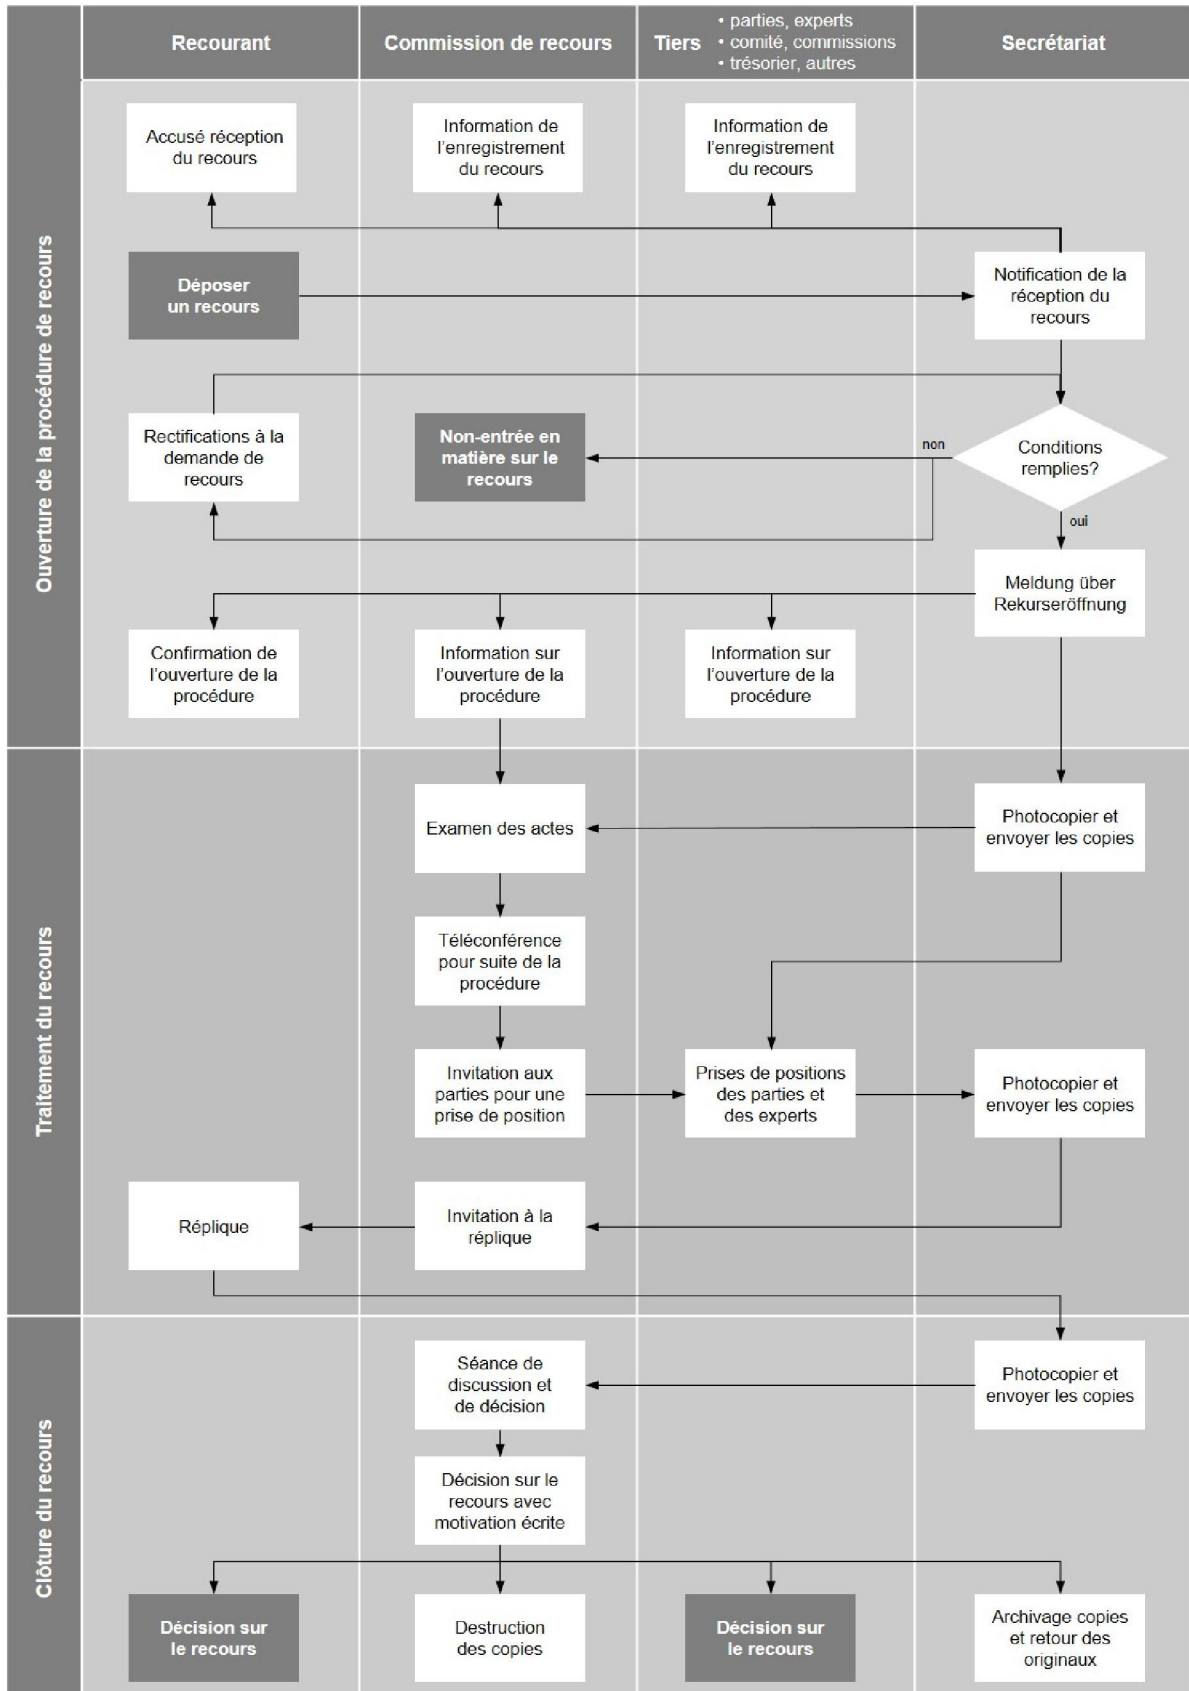 Recourant
Commission de recours
Tiers
• parties, experts
• comité, commissions
• trésorier, autres
Secrétariat
Ouverture de la procédure de recours
Accusé réception
du recours
Information de
l'enregistrement
du recours
Information de
l'enregistrement
du recours
Déposer
un recours
Notification de la
réception du
recours
Rectifications à la
demande de
recours
Non-entrée en
matière sur le
recours
non
Conditions
remplies?
oui
Meldung über
Rekurseröffnung
Confirmation de
l'ouverture de la
procédure
Information sur
l'ouverture de la
procédure
Information sur
l'ouverture de la
procédure
Traitement du recours
Examen des actes
Photocopier et
envoyer les copies
Téléconférence
pour suite de la
procédure
Invitation aux
parties pour une
prise de position
Prises de positions
des parties et
des experts
Photocopier et
envoyer les copies
Réplique
Invitation à la
réplique
Clôture du recours
Séance de
discussion et
de décision
Photocopier et
envoyer les copies
Décision sur le
recours avec
motivation écrite
Décision sur
le recours
Destruction
des copies
Décision sur
le recours
Archivage copies
et retour des
originaux